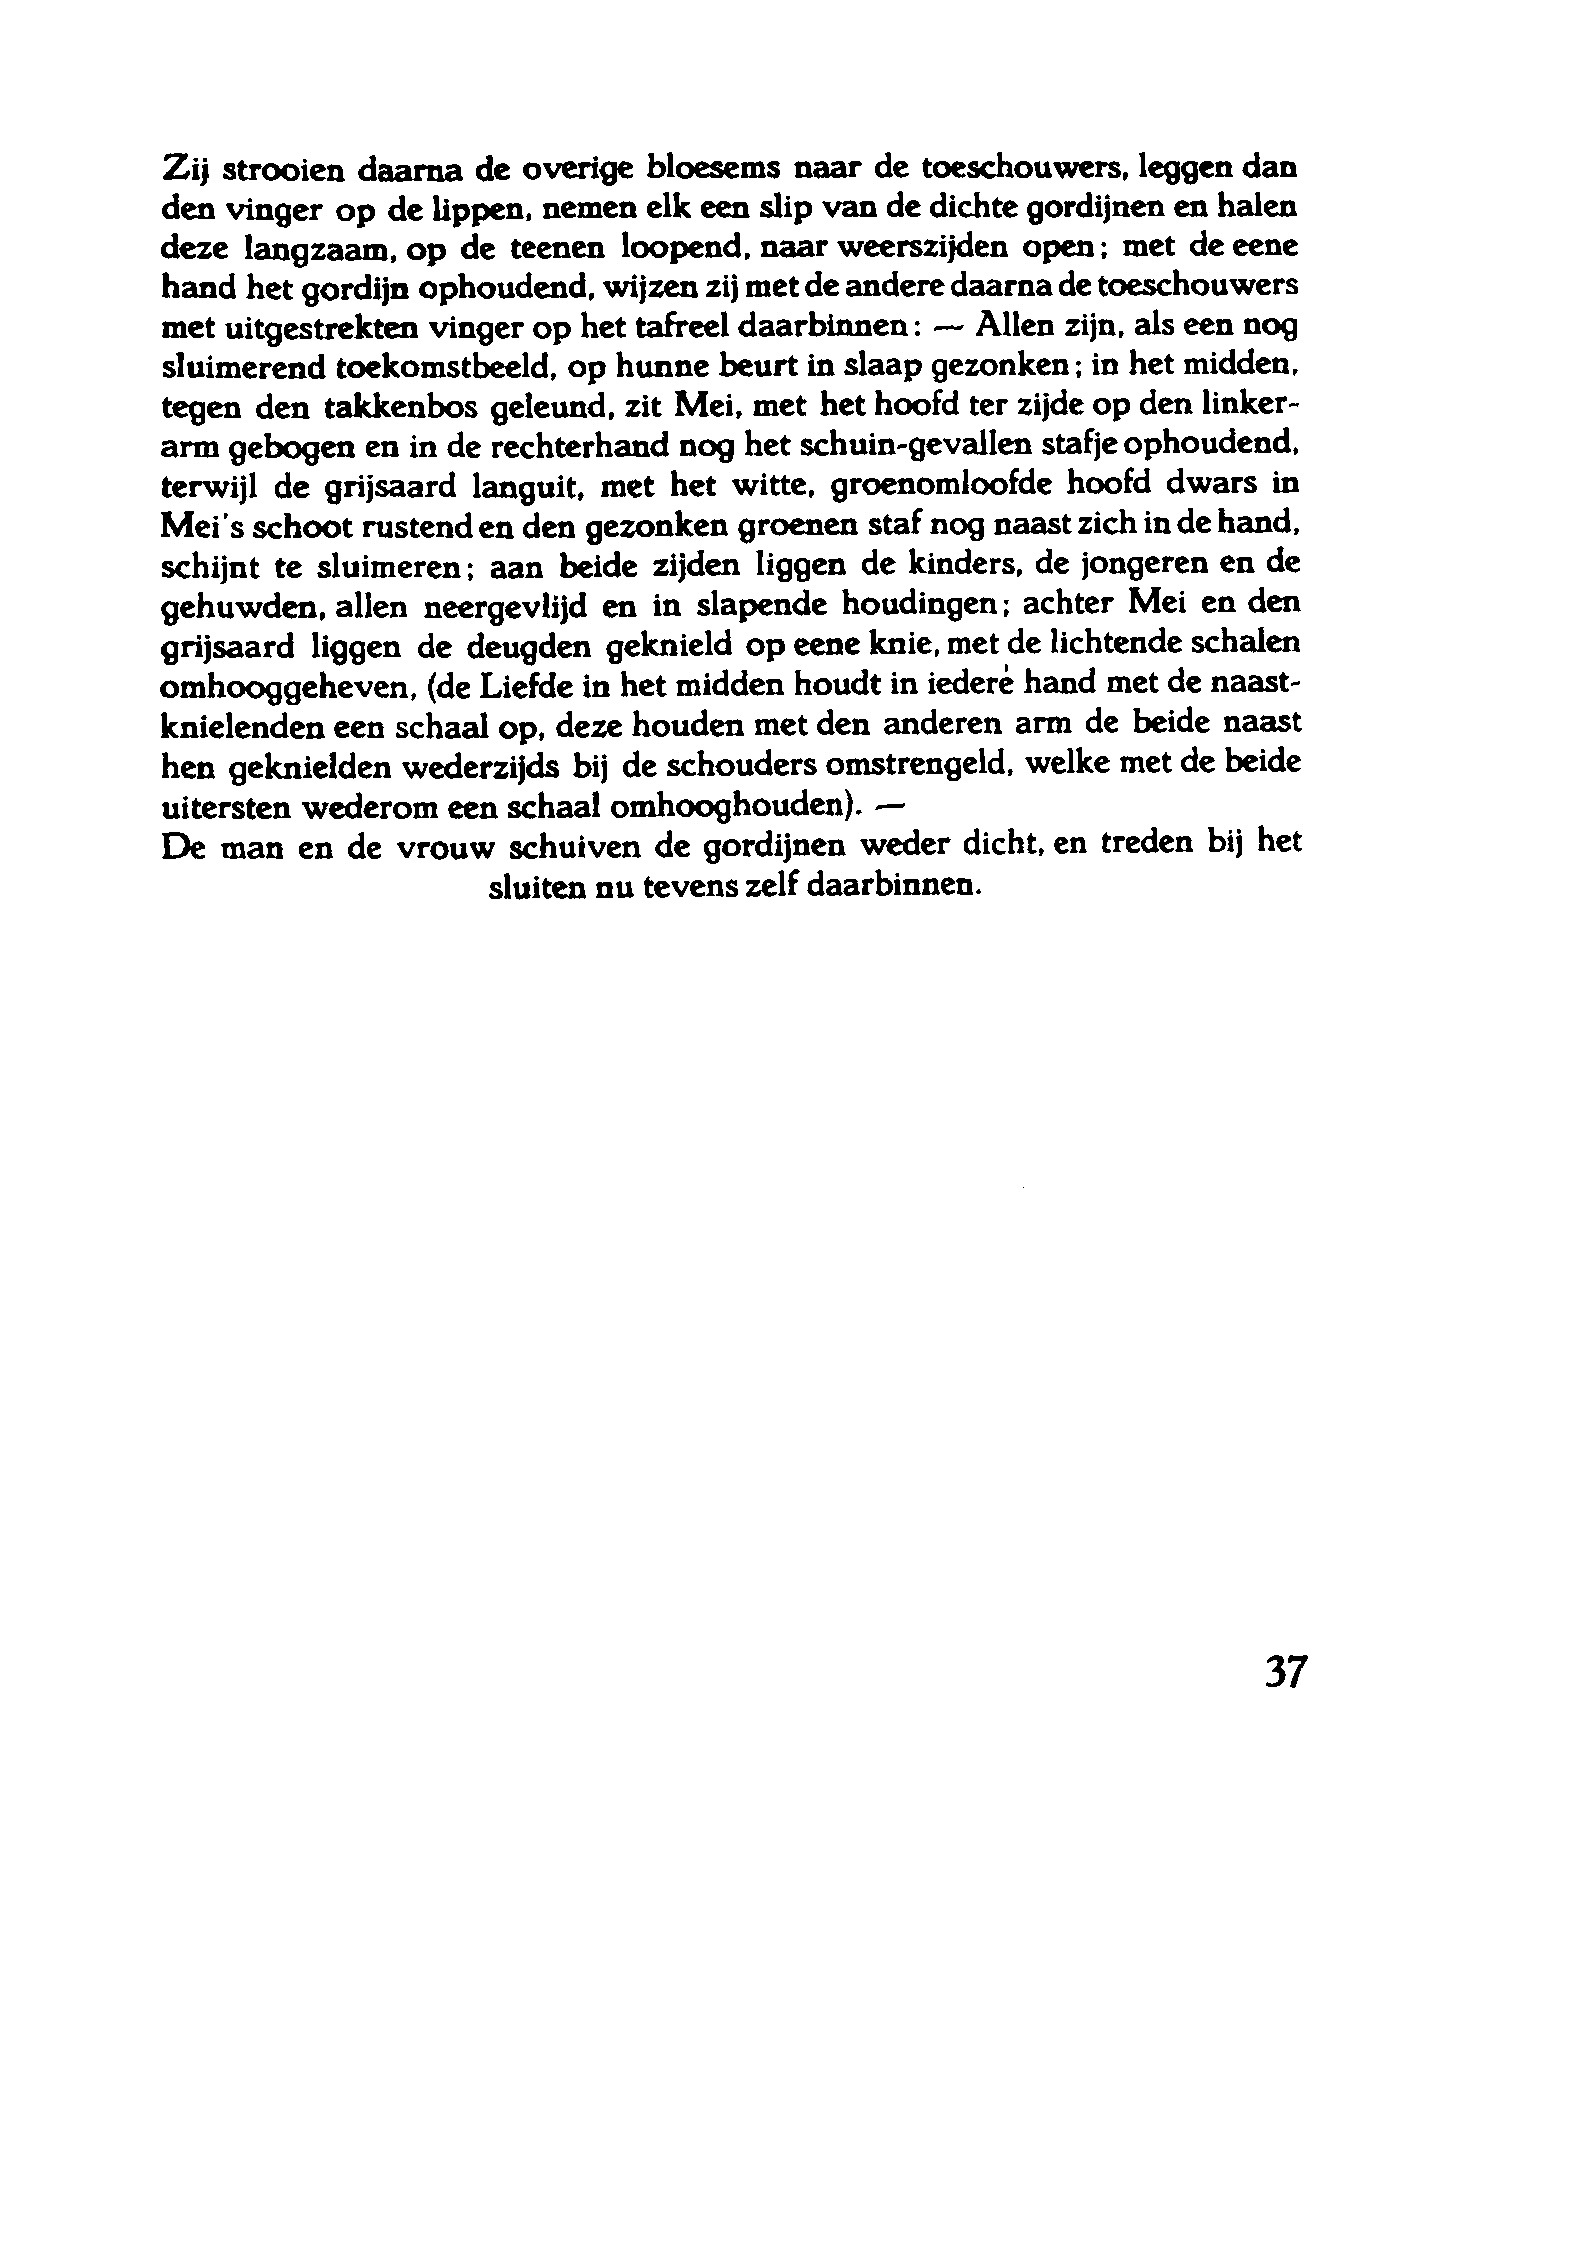 Zij strooien daarna de overige bloesems naar de toeschouwers, leggen dan
den vinger op de lippen, nemen elk een slip van de dichte gordijnen en halen
deze langzaam, op de teenen loopend, naar weerszijden open; met de eene
hand het gordijn ophoudend, wijzen zij met de andere daarna de toeschouwers
met uitgestrekten vinger op het tafreel daarbinnen: — Allen zijn, als een nog
sluimerend toekomstbeeld, op hunne beurt in slaap gezonken; in het midden,
tegen den takkenbos geleund, zit Mei, met het hoofd ter zijde op den linker-
arm gebogen en in de rechterhand nog het schuin-gevallen stafje ophoudend,
terwijl de grijsaard languit, met het witte, groenomloofde hoofd dwars in
Mei's schoot rustend en den gezonken groenen staf nog naast zich in de hand,
schijnt te sluimeren; aan beide zijden liggen de kinders, de jongeren en de
gehuwden, allen neergevlijd en in slapende houdingen; achter Mei en den
grijsaard liggen de deugden geknield op eene knie, met de lichtende schalen
omhooggeheven, (de Liefde in het midden houdt in iedere hand met de naast-
knielenden een schaal op, deze houden met den anderen arm de beide naast
hen geknielden wederzijds bij de schouders omstrengeld, welke met de beide
uitersten wederom een schaal omhooghouden). —
De man en de vrouw schuiven de gordijnen weder dicht, en treden bij het
sluiten nu tevens zelf daarbinnen.
37